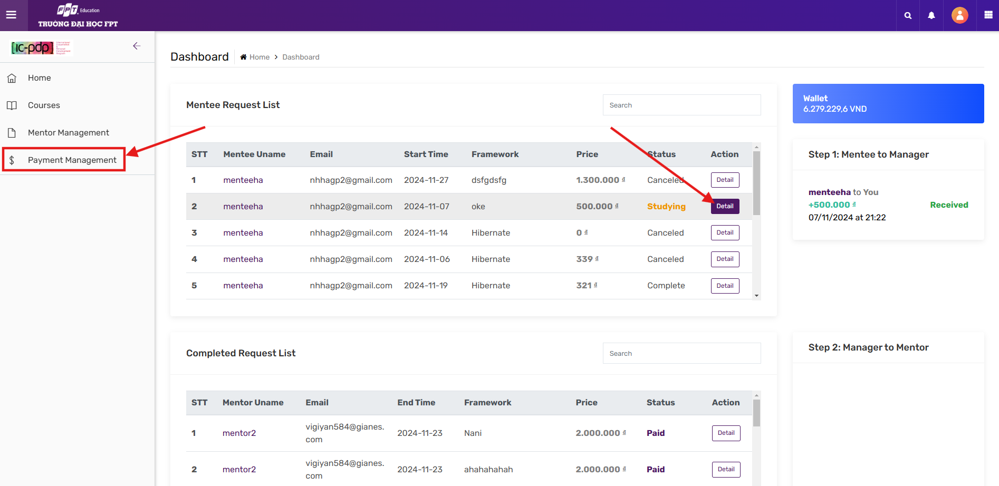 FPT Education
TRƯỜNG ĐẠI HỌC FPT
[ic-pdp] International Cooperation & Personal Development Program
Home
Courses
Mentor Management
$ Payment Management
Dashboard Home > Dashboard
Mentee Request List Search
STT Mentee Uname Email Start Time Framework Price Status Action
1 menteeha nhhagp2@gmail.com 2024-11-27 dsfgdsfg 1.300.000 ₫ Canceled Detail
2 menteeha nhhagp2@gmail.com 2024-11-07 oke 500.000 ₫ Studying Detail
3 menteeha nhhagp2@gmail.com 2024-11-14 Hibernate 0 ₫ Canceled Detail
4 menteeha nhhagp2@gmail.com 2024-11-06 Hibernate 339 ₫ Canceled Detail
5 menteeha nhhagp2@gmail.com 2024-11-19 Hibernate 321 ₫ Complete Detail
Wallet
6.279.229,6 VND
Step 1: Mentee to Manager
menteeha to You
+500.000 ₫ Received
07/11/2024 at 21:22
Completed Request List Search
STT Mentor Uname Email End Time Framework Price Status Action
1 mentor2 vigiyan584@gianes. 2024-11-23 Nani 2.000.000 ₫ Paid Detail
com
2 mentor2 vigiyan584@gianes. 2024-11-23 ahahahahah 2.000.000 ₫ Paid Detail
com
Step 2: Manager to Mentor